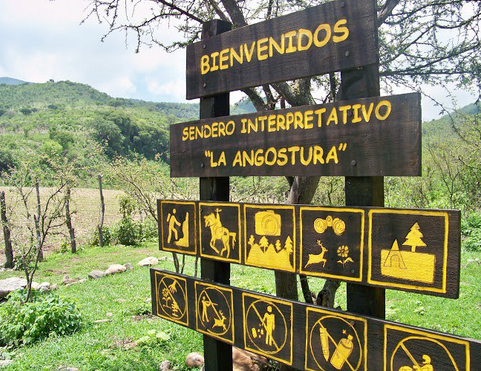 BIENVENIDOS
SENDERO INTERPRETATIVO
"LA ANGOSTURA"